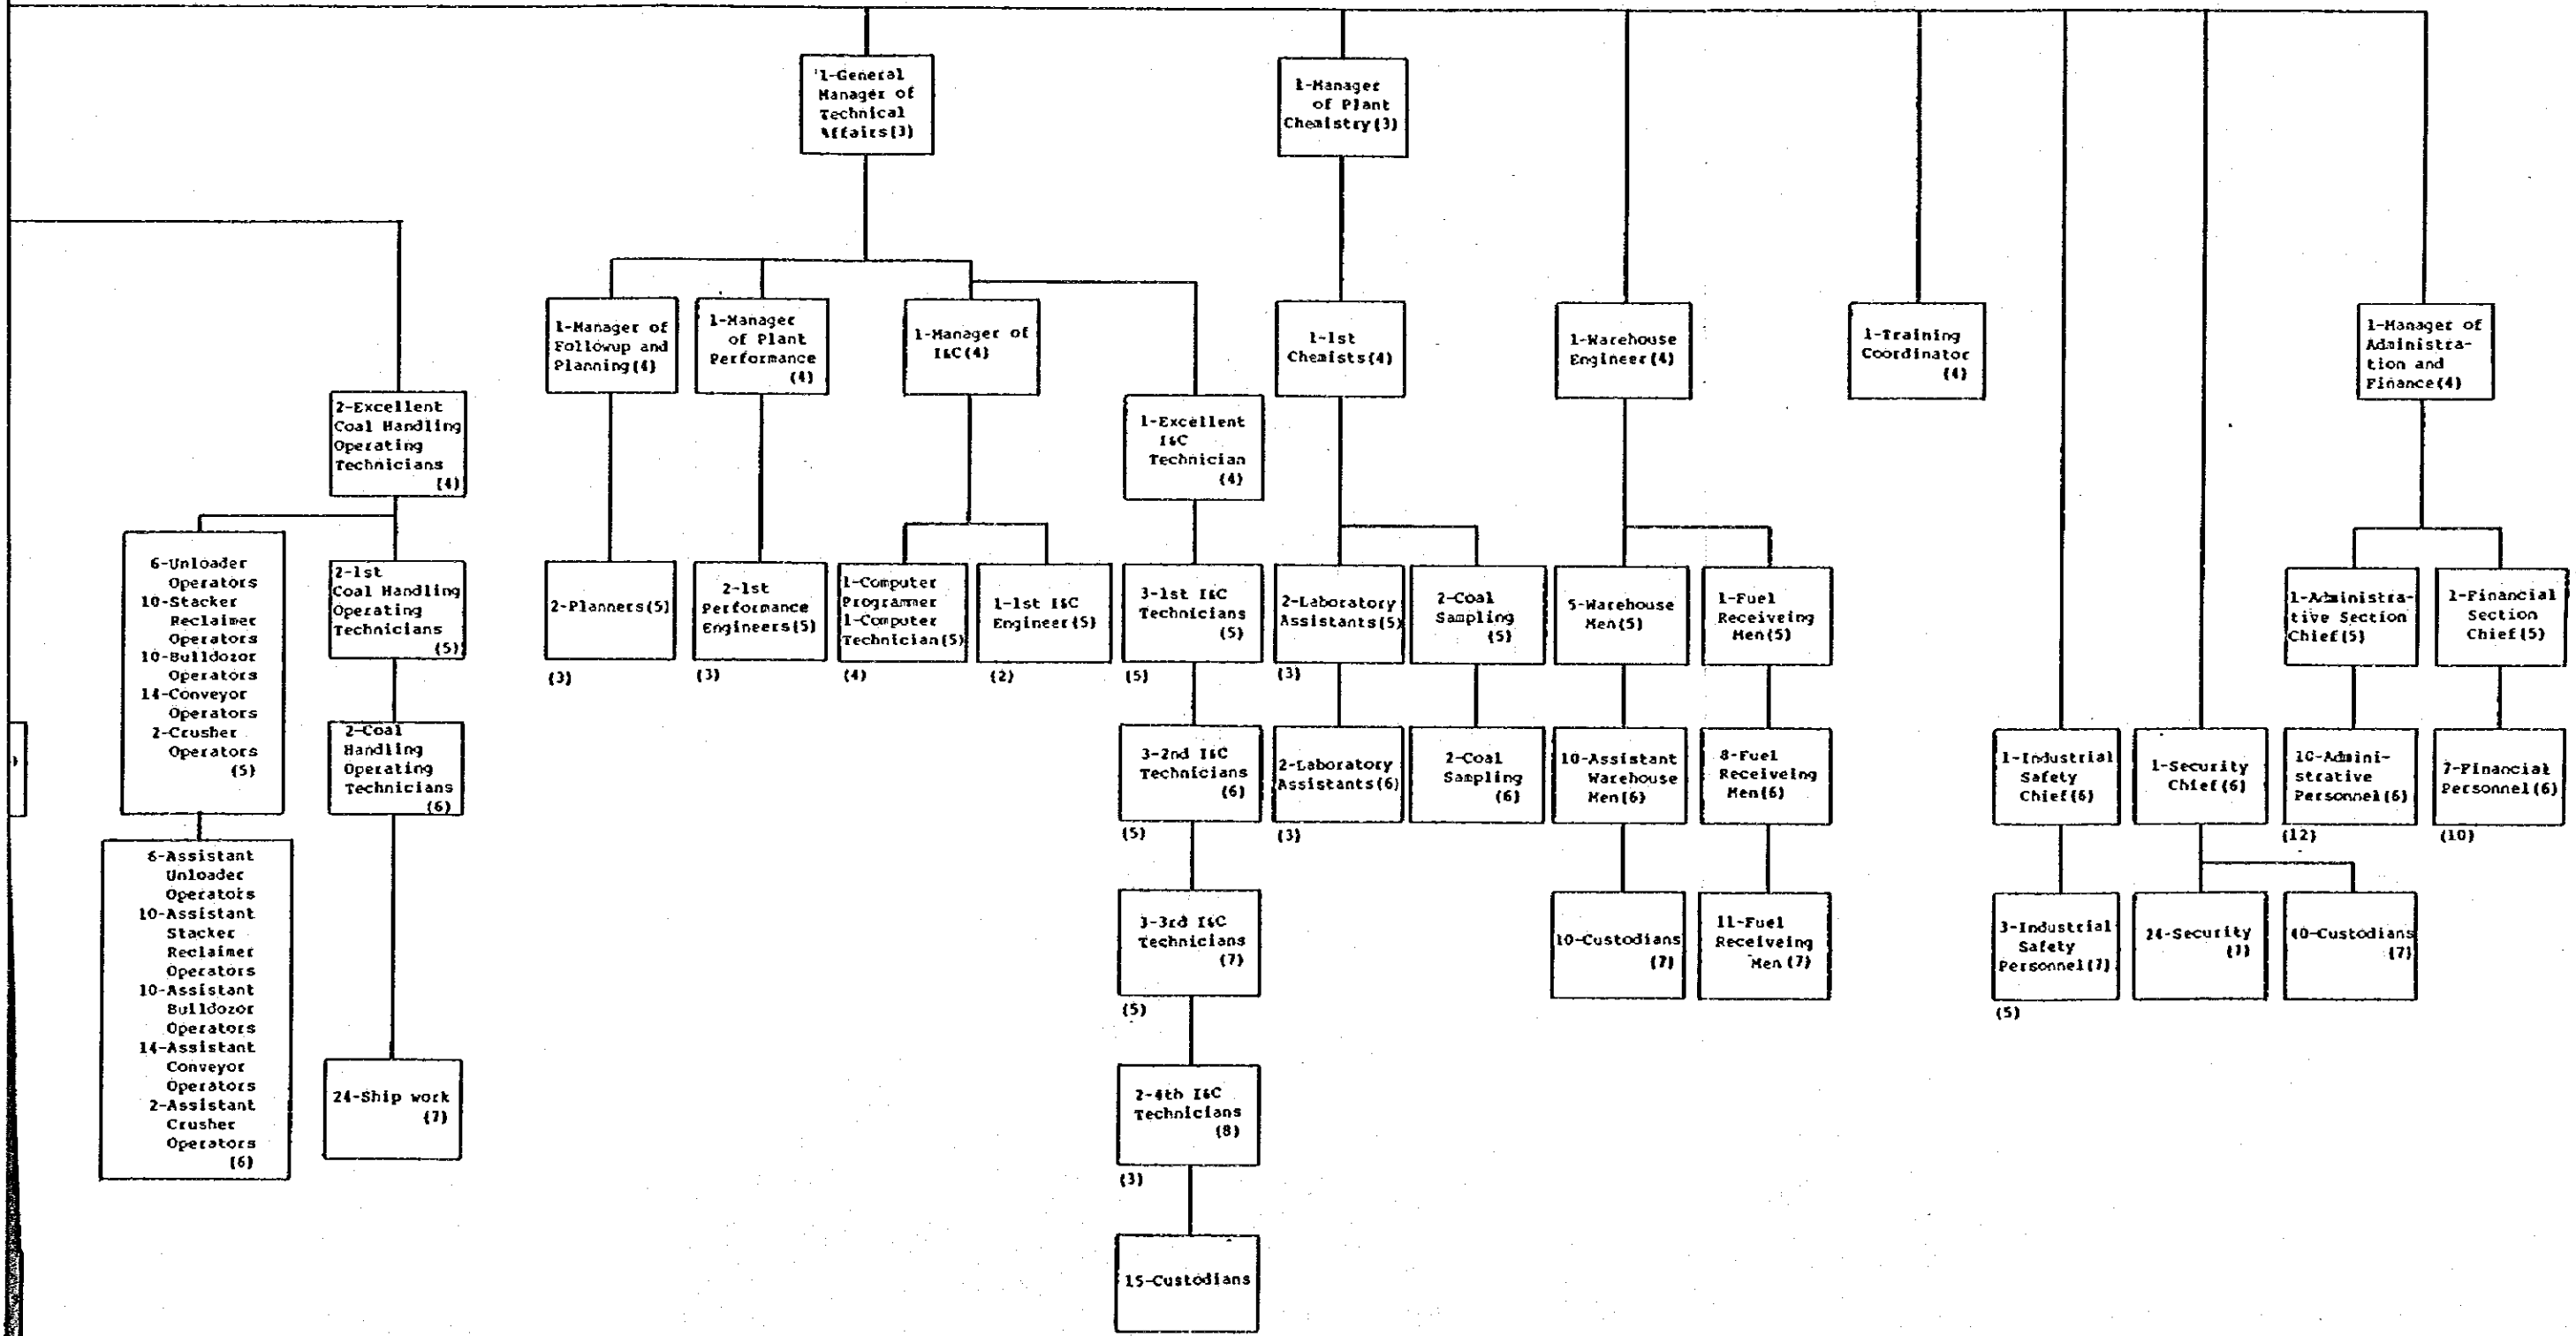 1-General
Manager of
Technical
Affairs(3)
1-Manager
of Plant
Chemistry(3)
1-Manager of
Followup and
Planning(4)
1-Manager
of Plant
Performance
(4)
1-Manager of
I&C(4)
1-1st
Chemists(4)
1-Warehouse
Engineer(4)
1-Training
Coordinator
(4)
1-Manager of
Administra-
tion and
Finance(4)
2-Excellent
Coal Handling
Operating
Technicians
(4)
1-Excellent
I&C
Technician
(4)
6-Unloader
Operators
10-Stacker
Reclaimer
Operators
10-Bulldozor
Operators
14-Conveyor
Operators
2-Crusher
Operators
(5)
2-1st
Coal Handling
Operating
Technicians
(5)
2-Planners(5)
(3)
2-1st
Performance
Engineers(5)
(3)
1-Computer
Programmer
1-Computer
Technician(5)
(4)
1-1st I&C
Engineer(5)
(2)
3-1st I&C
Technicians
(5)
(5)
2-Laboratory
Assistants(5)
(3)
2-Coal
Sampling
(5)
5-Warehouse
Men(5)
1-Fuel
Receiveing
Men(5)
1-Administra-
tive Section
Chief(5)
1-Financial
Section
Chief(5)
2-Coal
Handling
Operating
Technicians
(6)
3-2nd I&C
Technicians
(6)
(5)
2-Laboratory
Assistants(6)
(3)
2-Coal
Sampling
(6)
10-Assistant
Warehouse
Men(6)
8-Fuel
Receiveing
Men(6)
1-Industrial
Safety
Chief(6)
1-Security
Chief(6)
10-Admini-
strative
Personnel(6)
(12)
7-Financial
Personnel(6)
(10)
6-Assistant
Unloader
Operators
10-Assistant
Stacker
Reclaimer
Operators
10-Assistant
Bulldozor
Operators
14-Assistant
Conveyor
Operators
2-Assistant
Crusher
Operators
(6)
24-Ship work
(7)
3-3rd I&C
Technicians
(7)
(5)
10-Custodians
(7)
11-Fuel
Receiveing
Men(7)
3-Industrial
Safety
Personnel(7)
(5)
24-Security
(7)
40-Custodians
(7)
2-4th I&C
Technicians
(8)
(3)
15-Custodians